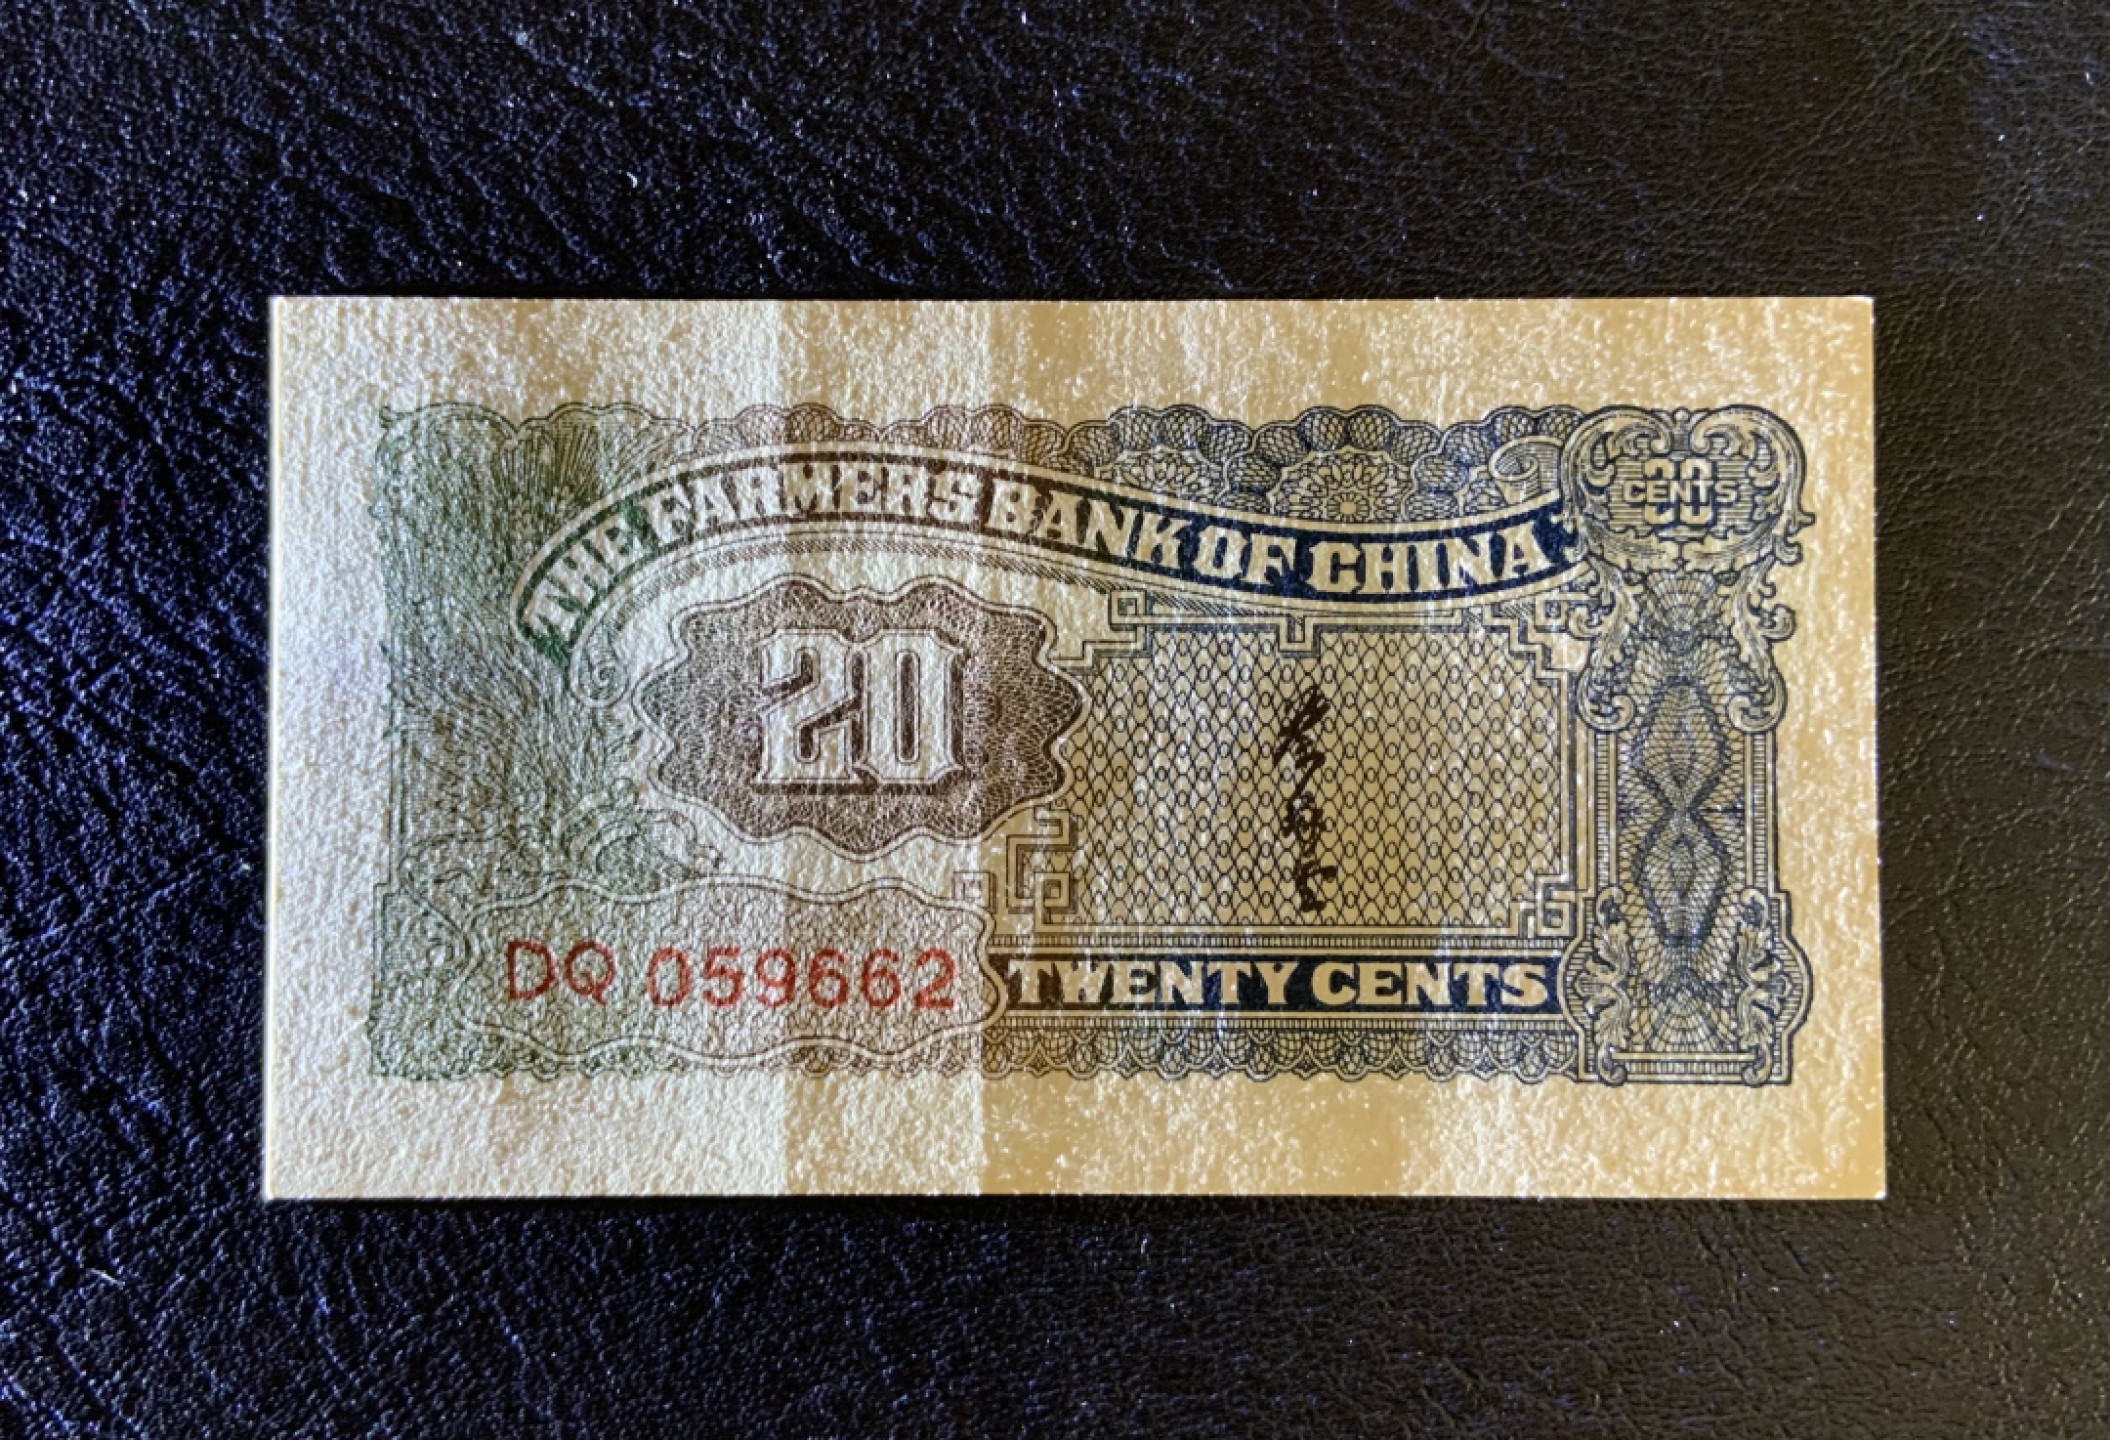 THE FARMERS BANK OF CHINA
20
CENTS
20
DQ 059662
TWENTY CENTS